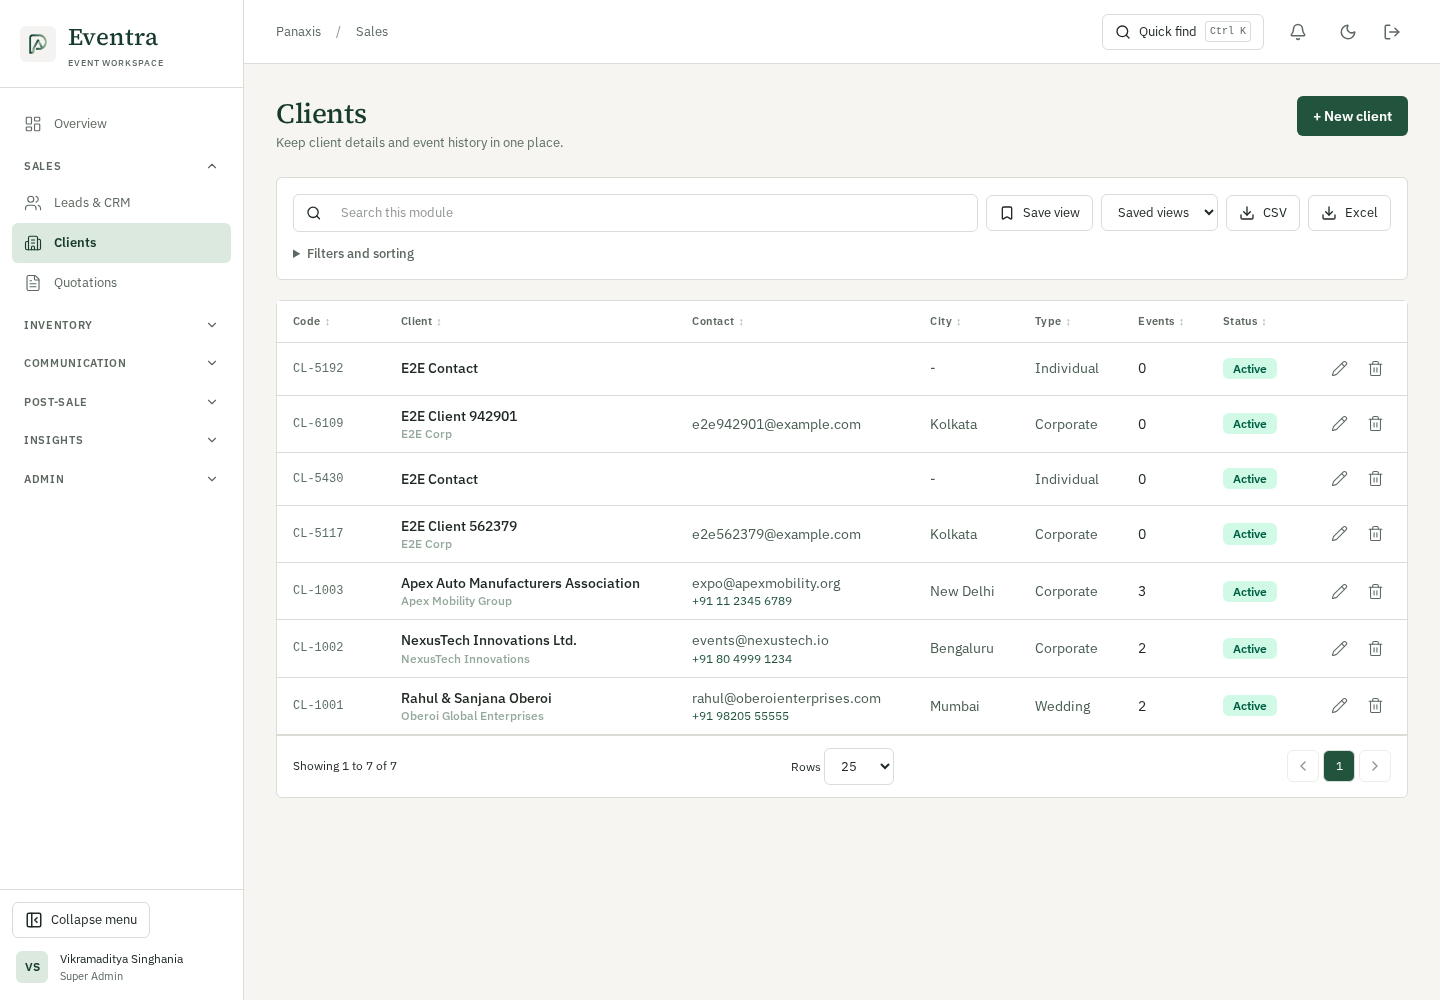 Eventra
EVENT WORKSPACE
Overview
SALES
Leads & CRM
Clients
Quotations
INVENTORY
COMMUNICATION
POST-SALE
INSIGHTS
ADMIN
Collapse menu
VS
Vikramaditya Singhania
Super Admin
Panaxis / Sales
Quick find Ctrl K
Clients
Keep client details and event history in one place.
+ New client
Search this module
Save view
Saved views
CSV
Excel
Filters and sorting
Code ↕ Client ↕ Contact ↕ City ↕ Type ↕ Events ↕ Status ↕
CL-5192 E2E Contact - Individual 0 Active
CL-6109 E2E Client 942901 e2e942901@example.com Kolkata Corporate 0 Active
E2E Corp
CL-5430 E2E Contact - Individual 0 Active
CL-5117 E2E Client 562379 e2e562379@example.com Kolkata Corporate 0 Active
E2E Corp
CL-1003 Apex Auto Manufacturers Association expo@apexmobility.org New Delhi Corporate 3 Active
Apex Mobility Group +91 11 2345 6789
CL-1002 NexusTech Innovations Ltd. events@nexustech.io Bengaluru Corporate 2 Active
NexusTech Innovations +91 80 4999 1234
CL-1001 Rahul & Sanjana Oberoi rahul@oberoienterprises.com Mumbai Wedding 2 Active
Oberoi Global Enterprises +91 98205 55555
Showing 1 to 7 of 7
Rows 25
1